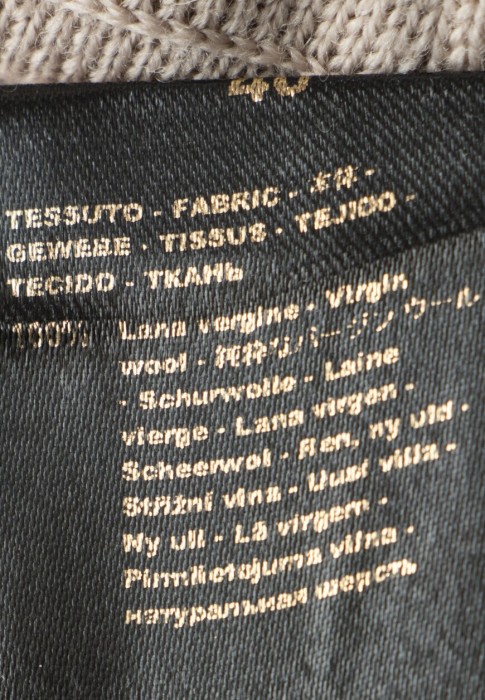 40
TESSUTO - FABRIC - 本体 -
GEWEBE - TISSUS - TEJIDO -
TECIDO - ТКАНЬ
100% Lana vergine - Virgin
wool - バージンウール
- Schurwolle - Laine
vierge - Lana virgen -
Scheerwol - Ren, ny uld -
Střižní vlna - Uusi villa -
Ny ull - Lã virgem -
Pirmlietojuma vilna -
натуральная шерсть